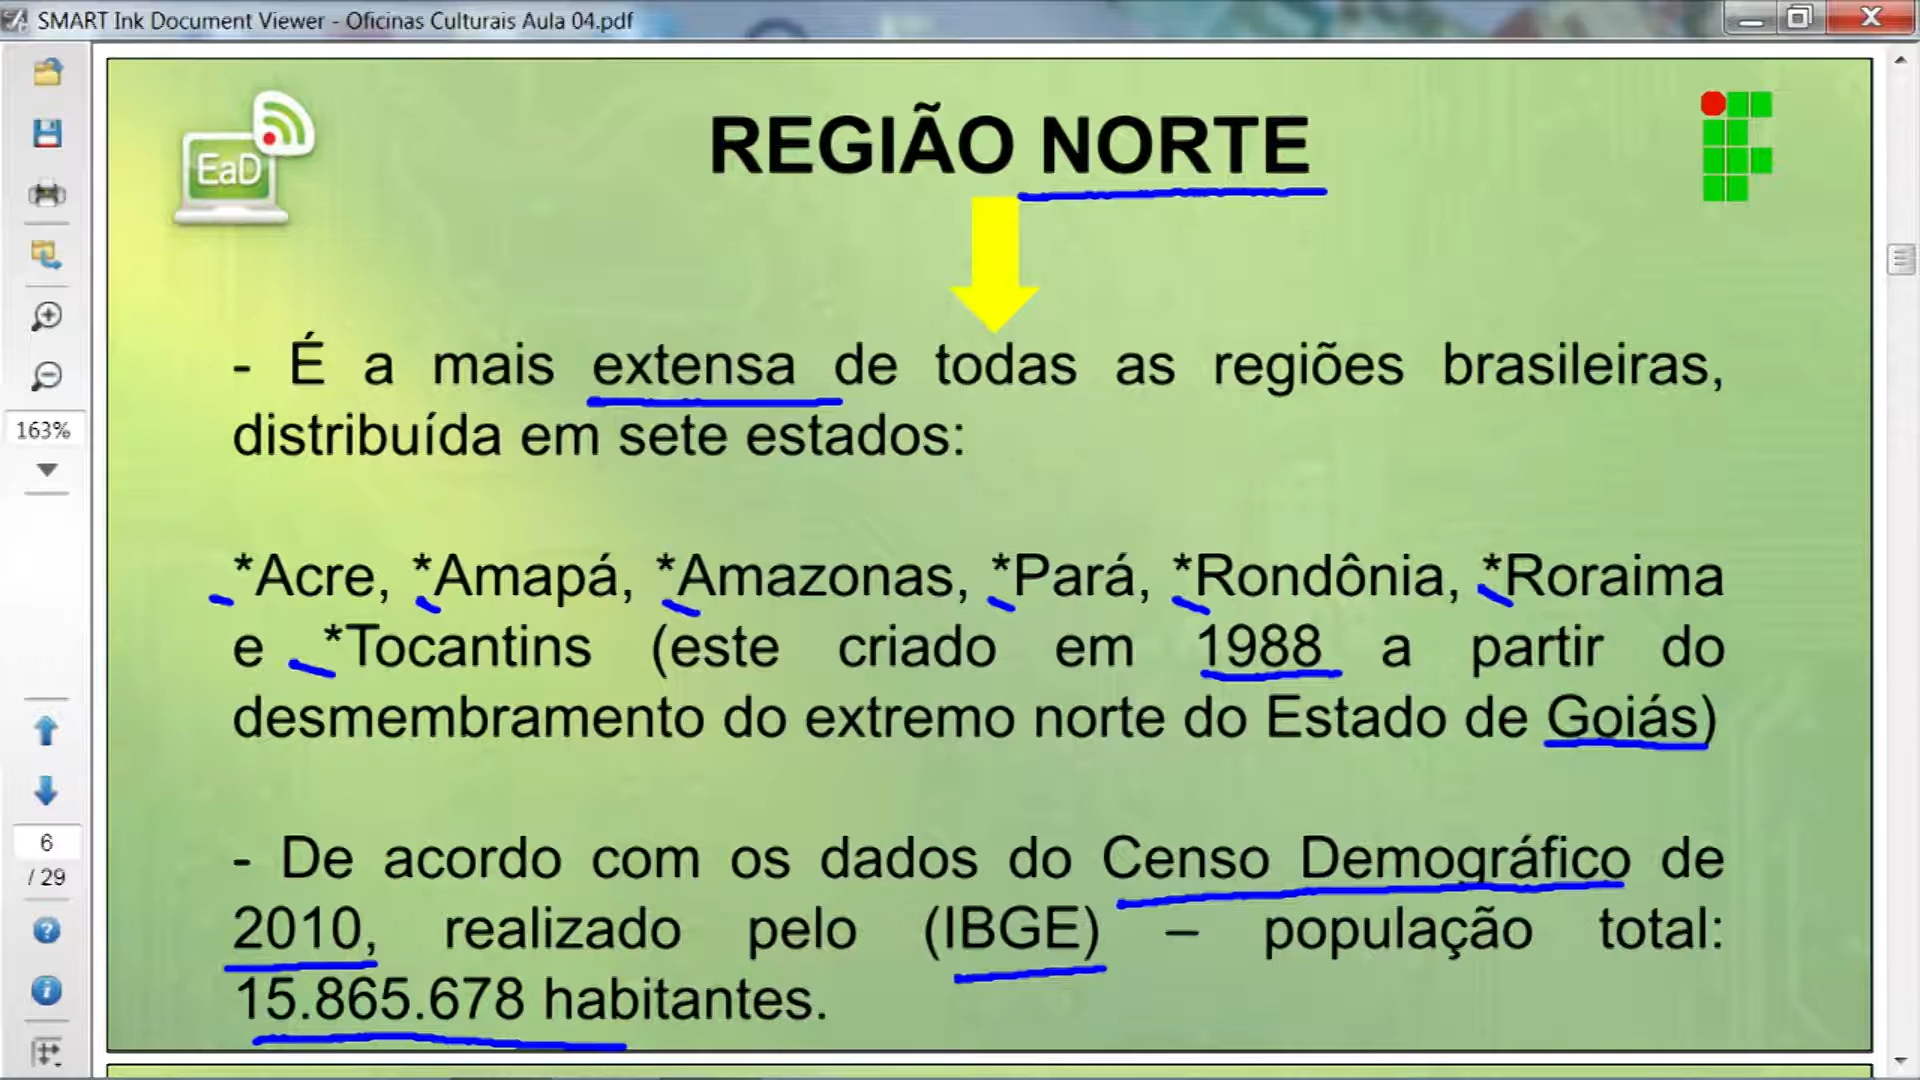 SMART Ink Document Viewer - Oficinas Culturais Aula 04.pdf
EaD
REGIÃO NORTE
- É a mais extensa de todas as regiões brasileiras,
distribuída em sete estados:
*Acre, *Amapá, *Amazonas, *Pará, *Rondônia, *Roraima
e *Tocantins (este criado em 1988 a partir do
desmembramento do extremo norte do Estado de Goiás)
- De acordo com os dados do Censo Demográfico de
2010, realizado pelo (IBGE) – população total:
15.865.678 habitantes.
163%
6
/ 29